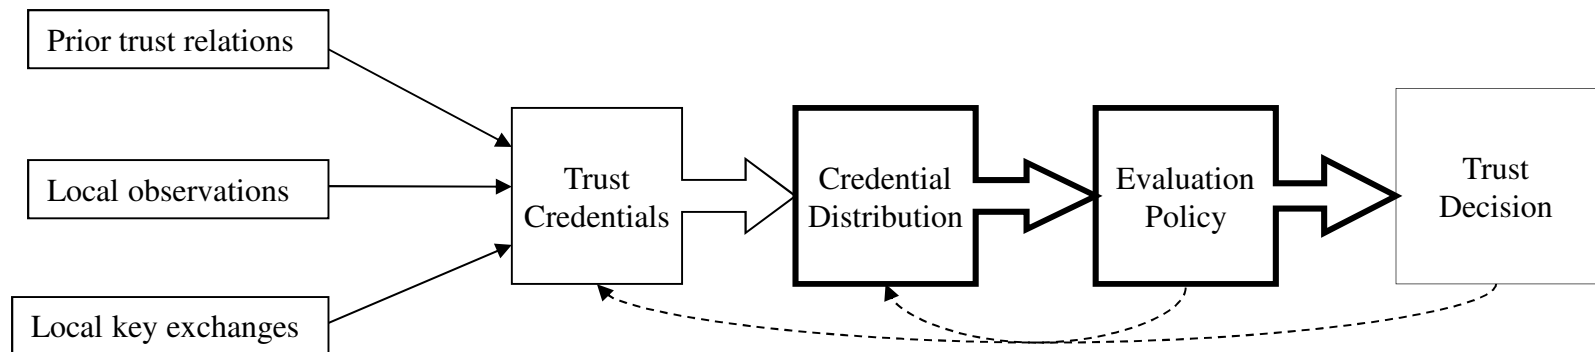 Prior trust relations
Local observations
Local key exchanges
Trust
Credentials
Credential
Distribution
Evaluation
Policy
Trust
Decision